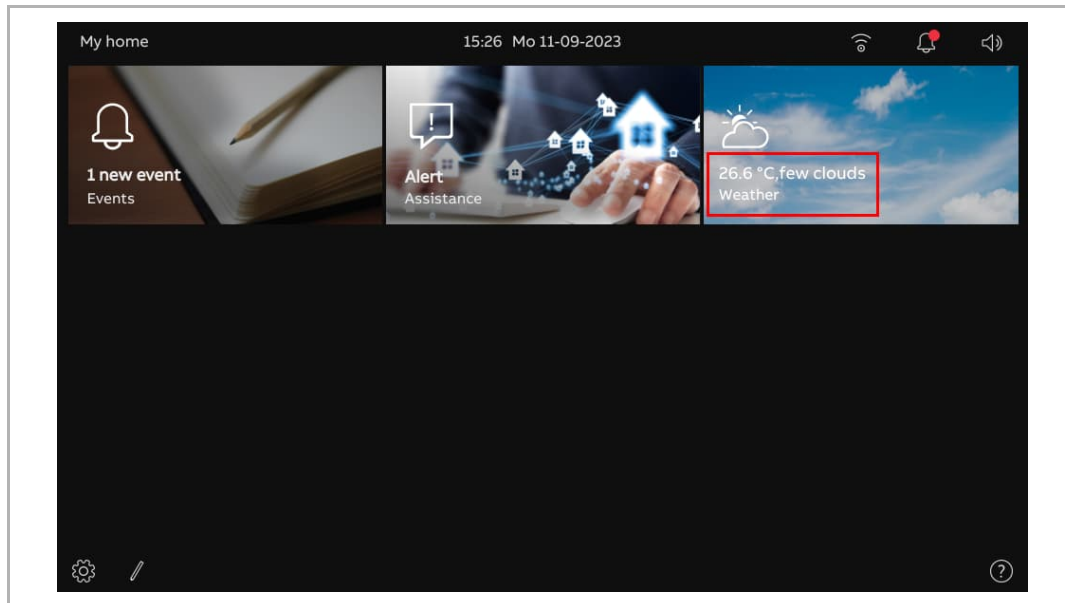 My home
15:26 Mo 11-09-2023
1 new event
Events
Alert
Assistance
26.6 °C,few clouds
Weather